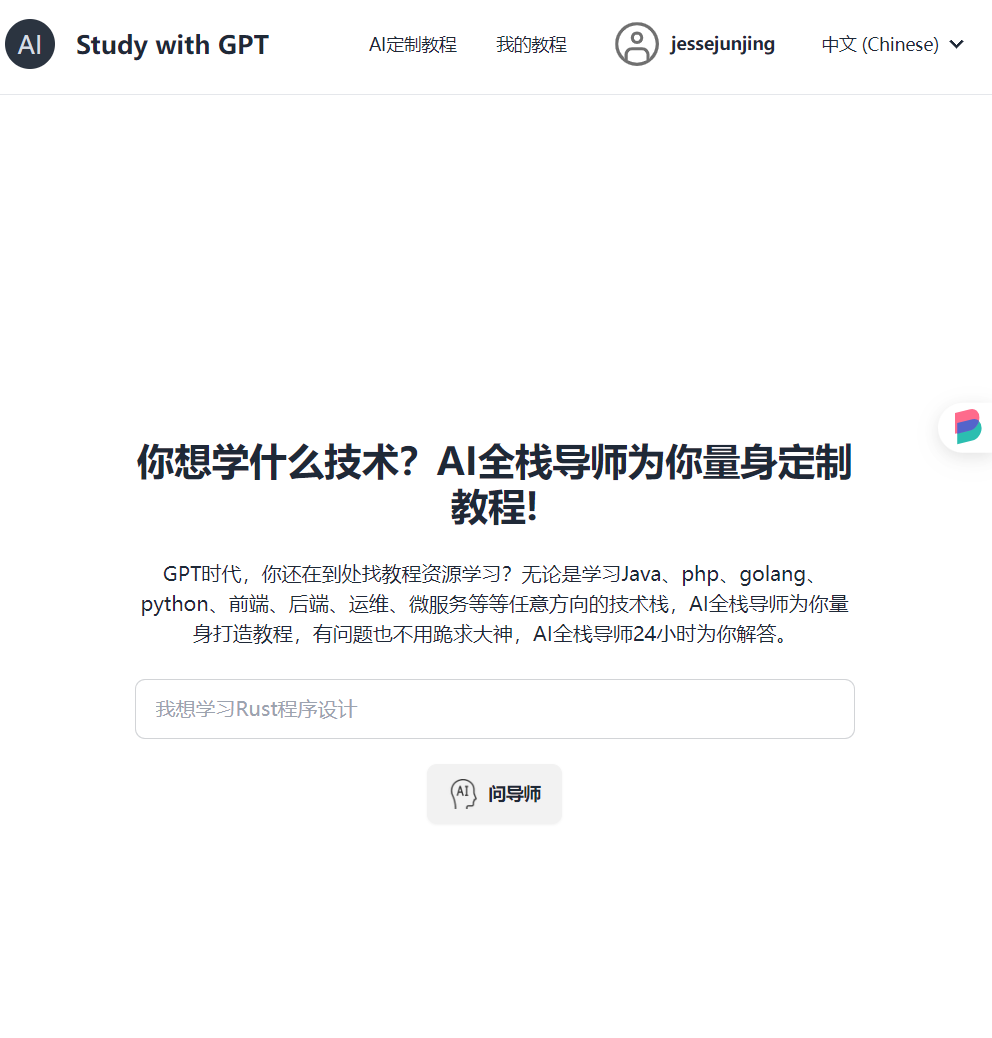 AI Study with GPT AI定制教程 我的教程 jessejunjing 中文 (Chinese)
你想学什么技术？AI全栈导师为你量身定制
教程!
GPT时代，你还在到处找教程资源学习？无论是学习Java、php、golang、
python、前端、后端、运维、微服务等等任意方向的技术栈，AI全栈导师为你量
身打造教程，有问题也不用跪求大神，AI全栈导师24小时为你解答。
我想学习Rust程序设计
AI 问导师